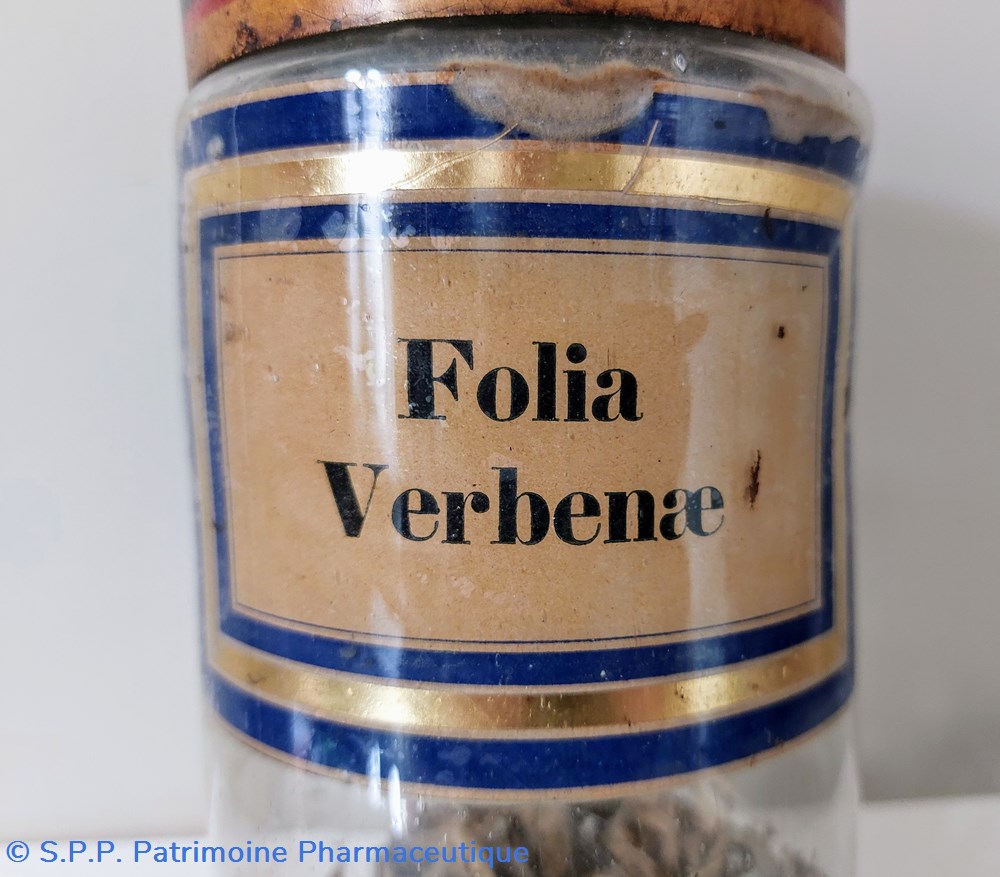 Folia
Verbenæ
© S.P.P. Patrimoine Pharmaceutique